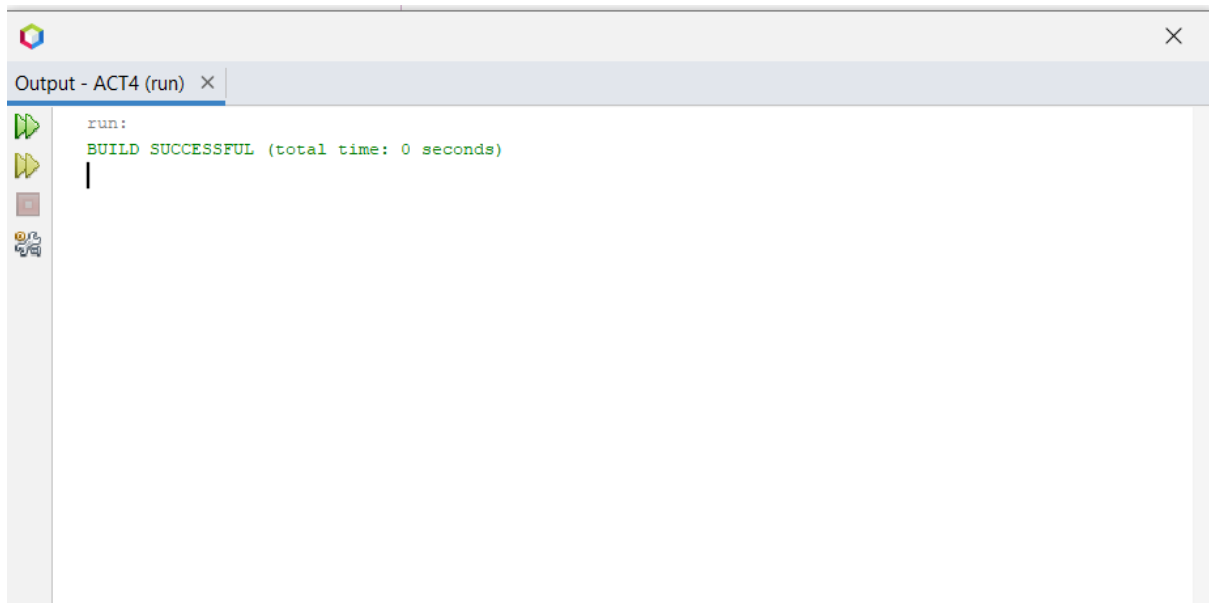 Output - ACT4 (run)
run:
BUILD SUCCESSFUL (total time: 0 seconds)